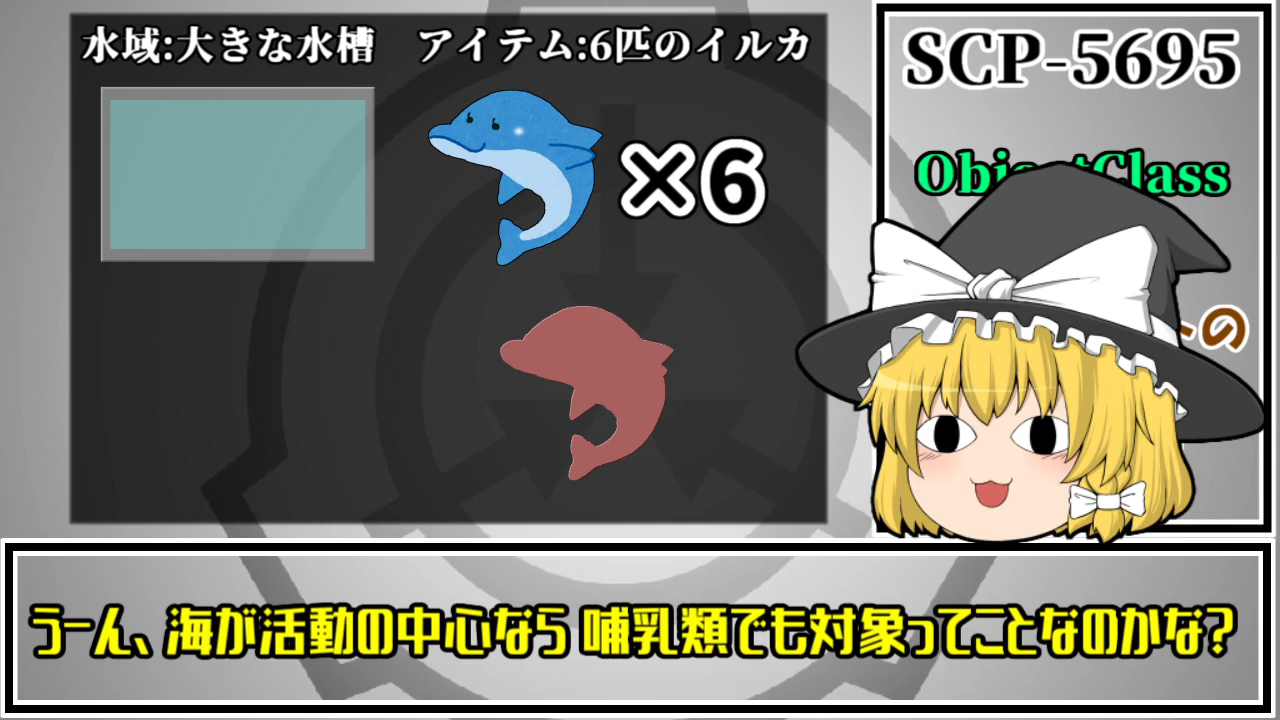 水域:大きな水槽　アイテム:6匹のイルカ
×6
SCP-5695
ObjectClass
の
うーん、海が活動の中心なら 哺乳類でも対象ってことなのかな?